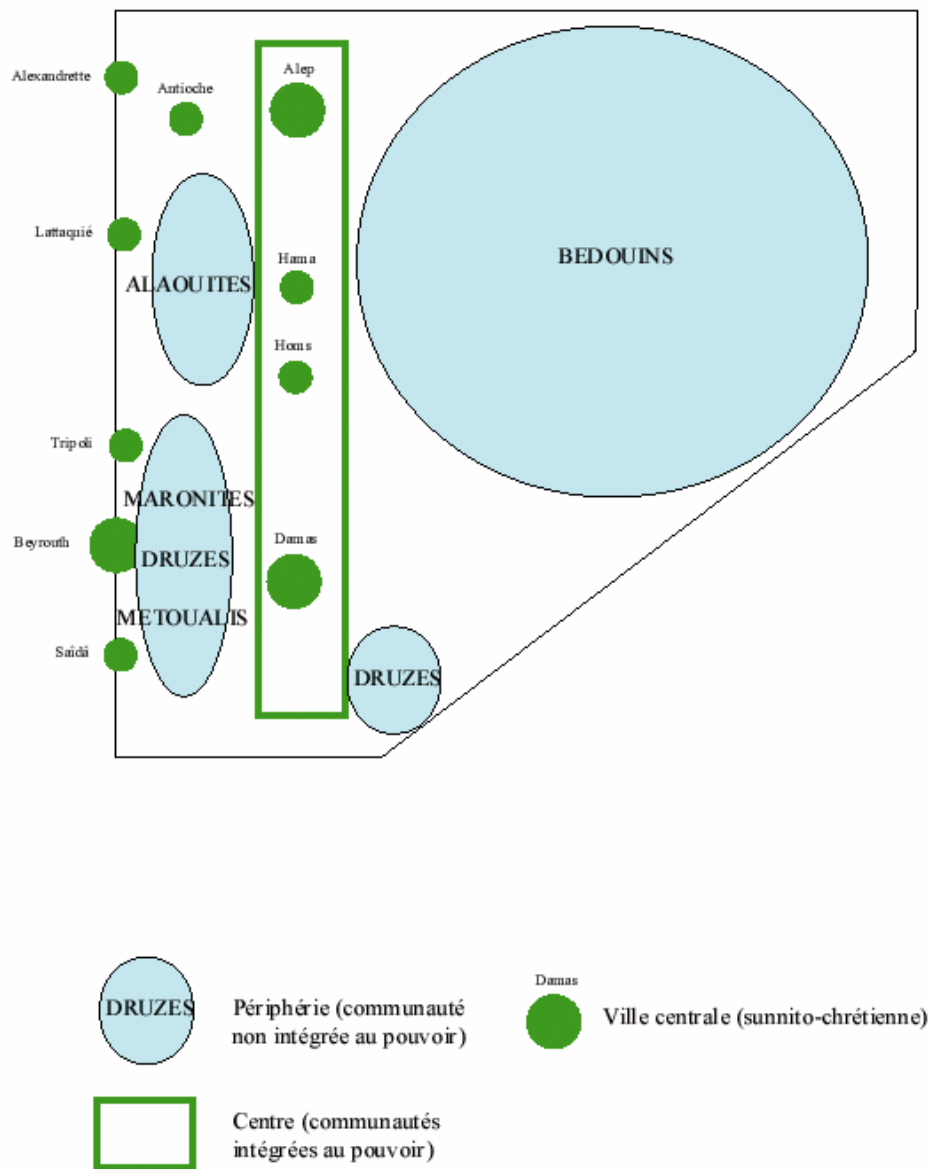 Alexandrette
Alep
Antioche
Lattaquié
BEDOUINS
Hama
ALAOUITES
Homs
Tripoli
MARONITES
Beyrouth
Damas
DRUZES
METOUALIS
Saïdâ
DRUZES
Damas
DRUZES
Périphérie (communauté
non intégrée au pouvoir)
Ville centrale (sunnito-chrétienne)
Centre (communautés
intégrées au pouvoir)